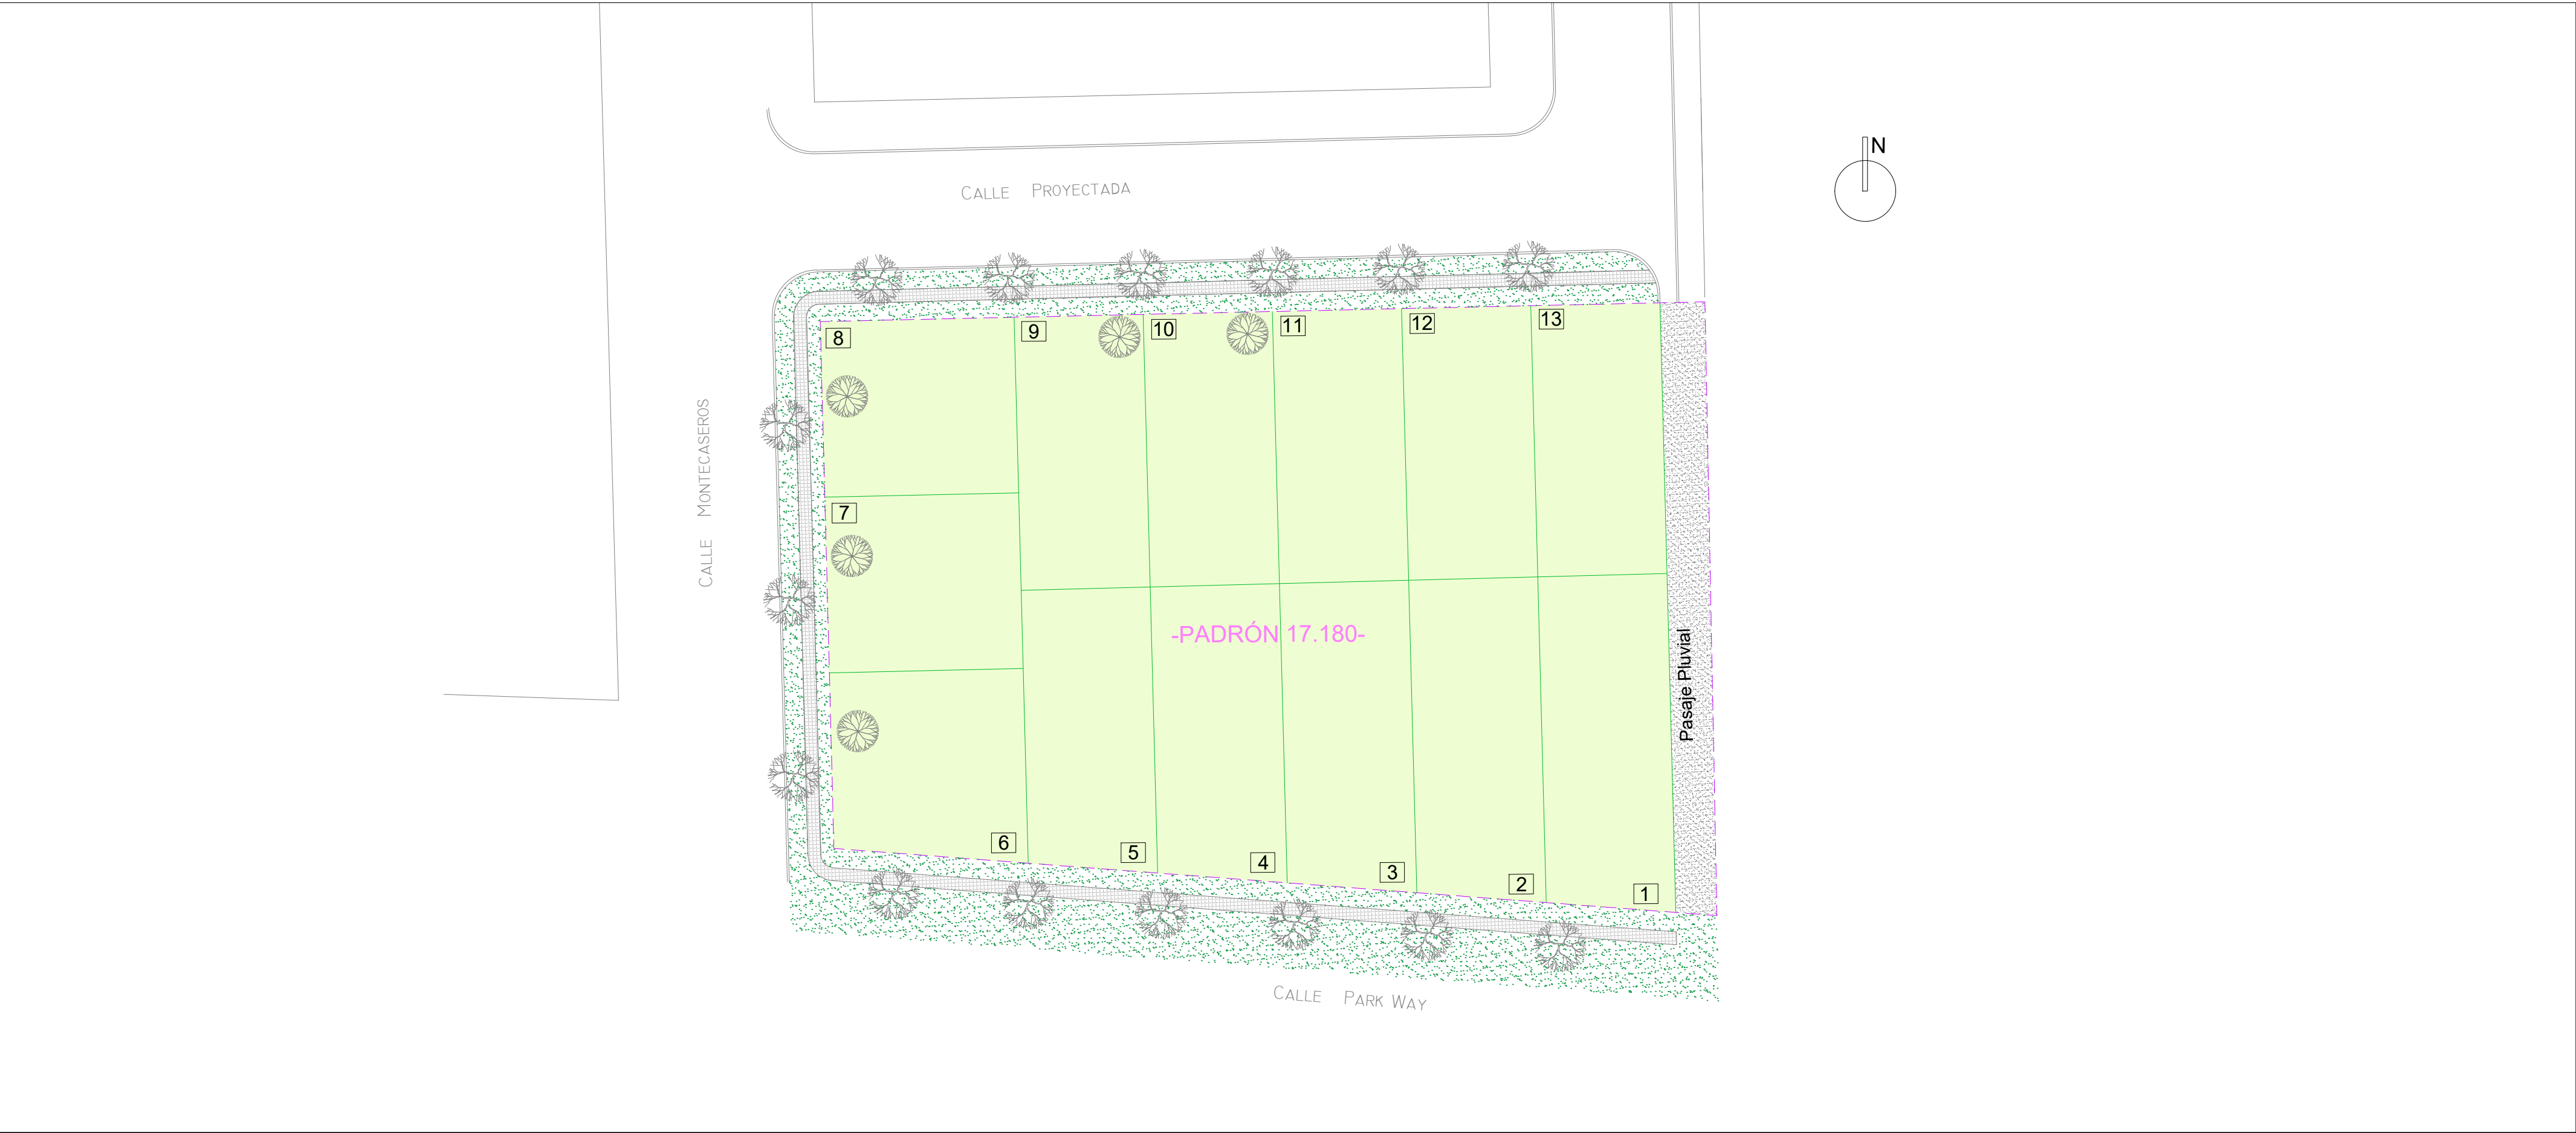 N
CALLE PROYECTADA
8
9
10
11
12
13
CALLE MONTECASEROS
7
-PADRÓN 17.180-
Pasaje Pluvial
6
5
4
3
2
1
CALLE PARK WAY